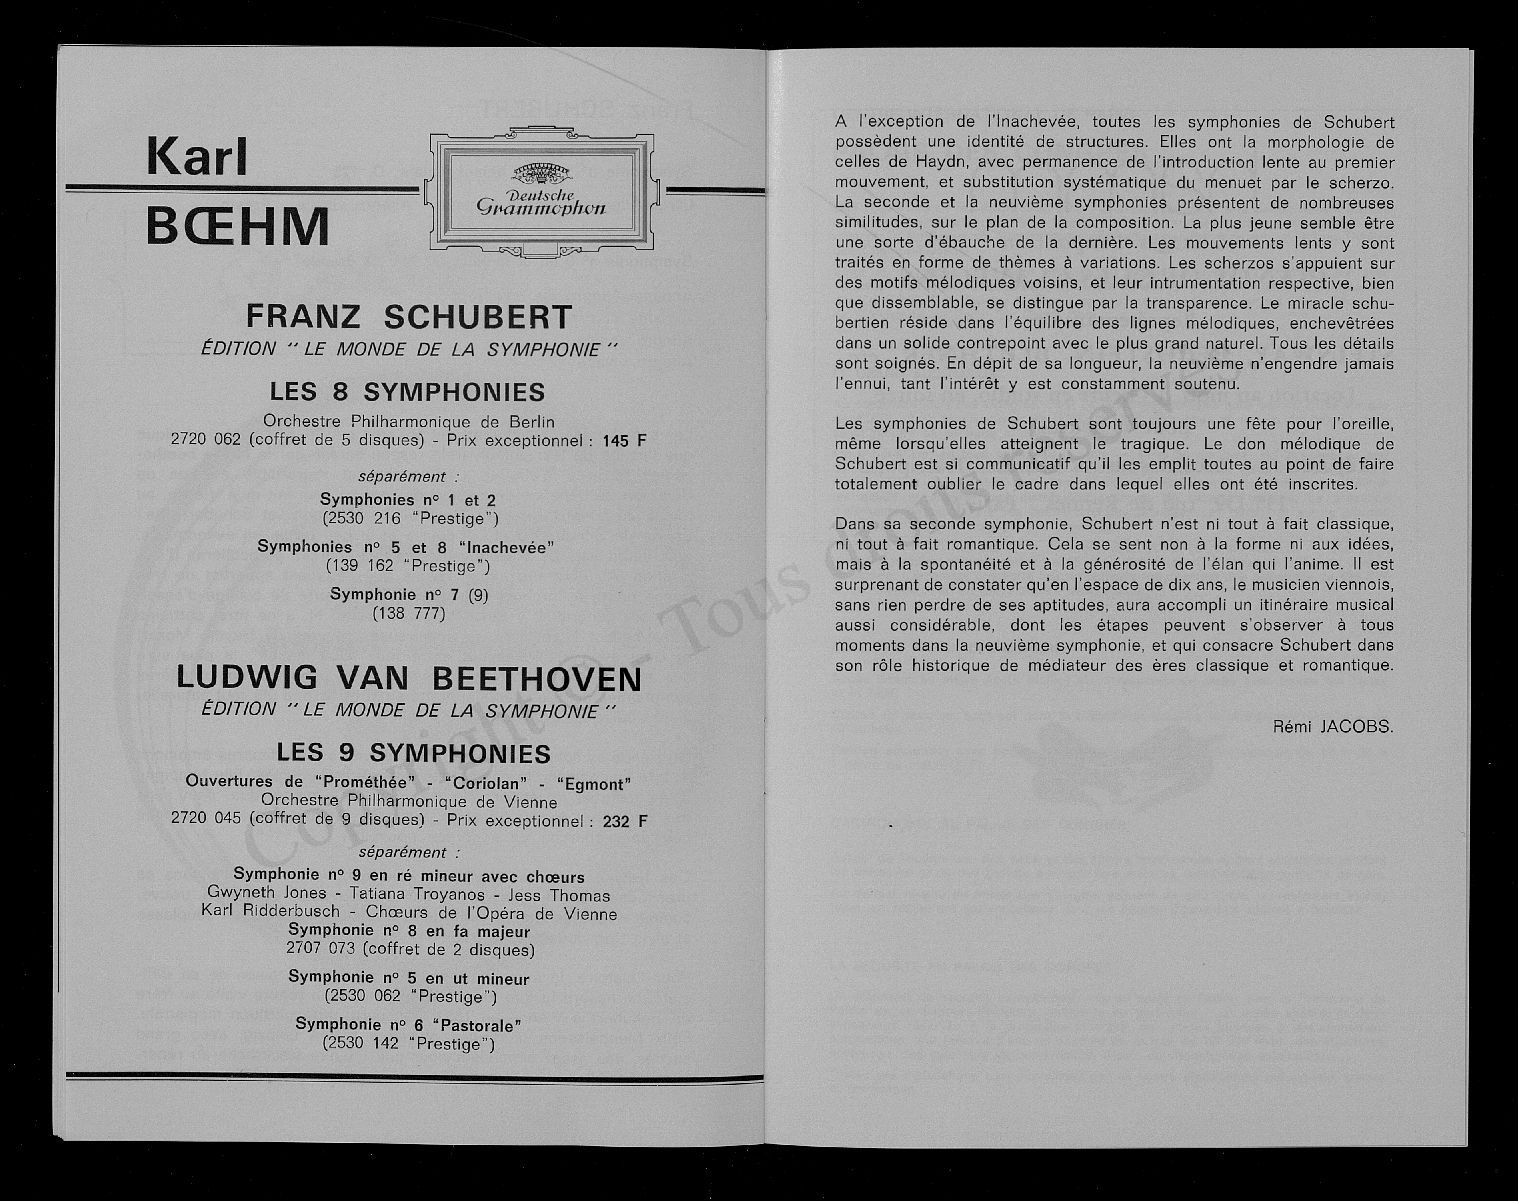 Karl
BŒHM
Deutsche
Grammophon
FRANZ SCHUBERT
ÉDITION " LE MONDE DE LA SYMPHONIE "
LES 8 SYMPHONIES
Orchestre Philharmonique de Berlin
2720 062 (coffret de 5 disques) - Prix exceptionnel : 145 F
séparément :
Symphonies n° 1 et 2
(2530 216 "Prestige")
Symphonies n° 5 et 8 "Inachevée"
(139 162 "Prestige")
Symphonie n° 7 (9)
(138 777)
LUDWIG VAN BEETHOVEN
ÉDITION " LE MONDE DE LA SYMPHONIE "
LES 9 SYMPHONIES
Ouvertures de "Prométhée" - "Coriolan" - "Egmont"
Orchestre Philharmonique de Vienne
2720 045 (coffret de 9 disques) - Prix exceptionnel : 232 F
séparément :
Symphonie n° 9 en ré mineur avec chœurs
Gwyneth Jones - Tatiana Troyanos - Jess Thomas
Karl Ridderbusch - Chœurs de l'Opéra de Vienne
Symphonie n° 8 en fa majeur
2707 073 (coffret de 2 disques)
Symphonie n° 5 en ut mineur
(2530 062 "Prestige")
Symphonie n° 6 "Pastorale"
(2530 142 "Prestige")
A l'exception de l'Inachevée, toutes les symphonies de Schubert
possèdent une identité de structures. Elles ont la morphologie de
celles de Haydn, avec permanence de l'introduction lente au premier
mouvement, et substitution systématique du menuet par le scherzo.
La seconde et la neuvième symphonies présentent de nombreuses
similitudes, sur le plan de la composition. La plus jeune semble être
une sorte d'ébauche de la dernière. Les mouvements lents y sont
traités en forme de thèmes à variations. Les scherzos s'appuient sur
des motifs mélodiques voisins, et leur intrumentation respective, bien
que dissemblable, se distingue par la transparence. Le miracle schu-
bertien réside dans l'équilibre des lignes mélodiques, enchevêtrées
dans un solide contrepoint avec le plus grand naturel. Tous les détails
sont soignés. En dépit de sa longueur, la neuvième n'engendre jamais
l'ennui, tant l'intérêt y est constamment soutenu.
Les symphonies de Schubert sont toujours une fête pour l'oreille,
même lorsqu'elles atteignent le tragique. Le don mélodique de
Schubert est si communicatif qu'il les emplit toutes au point de faire
totalement oublier le cadre dans lequel elles ont été inscrites.
Dans sa seconde symphonie, Schubert n'est ni tout à fait classique,
ni tout à fait romantique. Cela se sent non à la forme ni aux idées,
mais à la spontanéité et à la générosité de l'élan qui l'anime. Il est
surprenant de constater qu'en l'espace de dix ans, le musicien viennois,
sans rien perdre de ses aptitudes, aura accompli un itinéraire musical
aussi considérable, dont les étapes peuvent s'observer à tous
moments dans la neuvième symphonie, et qui consacre Schubert dans
son rôle historique de médiateur des ères classique et romantique.
Rémi JACOBS.
Copyright © - Tous droits réservés